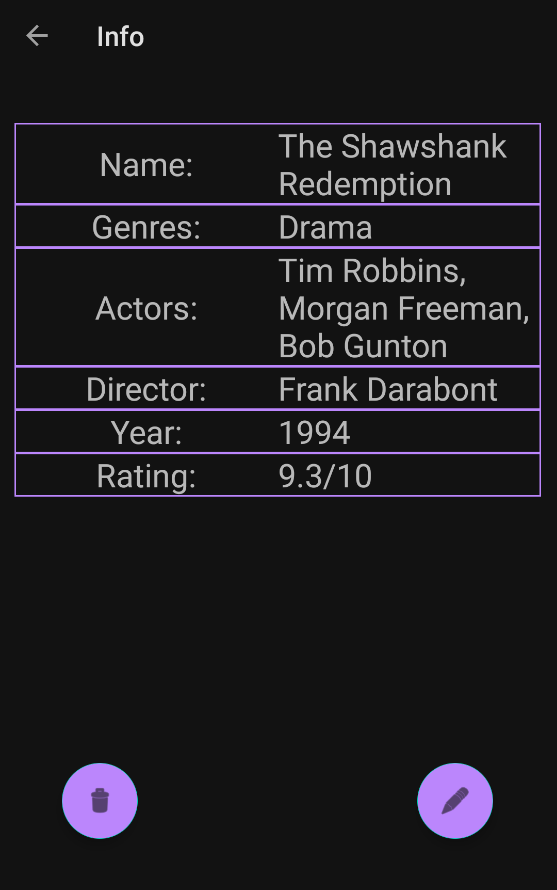 Info
Name:
The Shawshank
Redemption
Genres:
Drama
Actors:
Tim Robbins,
Morgan Freeman,
Bob Gunton
Director:
Frank Darabont
Year:
1994
Rating:
9.3/10